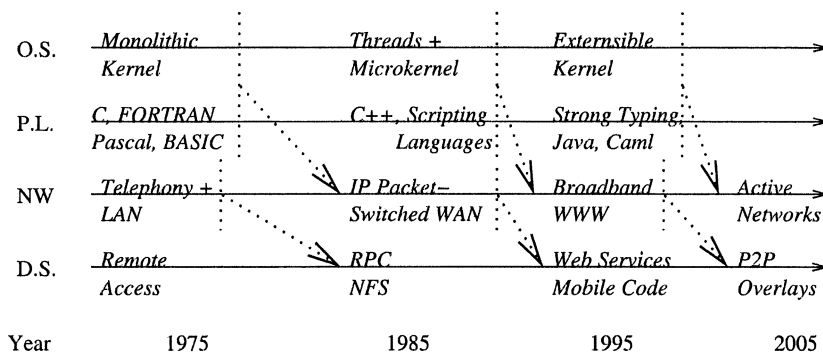 O.S.
Monolithic
Kernel
Threads +
Microkernel
Externsible
Kernel
P.L.
C, FORTRAN
Pascal, BASIC
C++, Scripting
Languages
Strong Typing
Java, Caml
NW
Telephony +
LAN
IP Packet–
Switched WAN
Broadband
WWW
Active
Networks
D.S.
Remote
Access
RPC
NFS
Web Services
Mobile Code
P2P
Overlays
Year 1975 1985 1995 2005